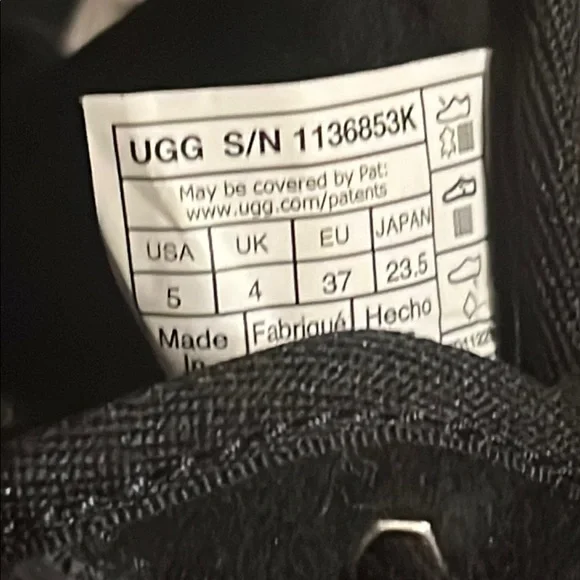 UGG S/N 1136853K
May be covered by Pat:
www.ugg.com/patents
USA UK EU JAPAN
5 4 37 23.5
Made Fabriqué Hecho
In